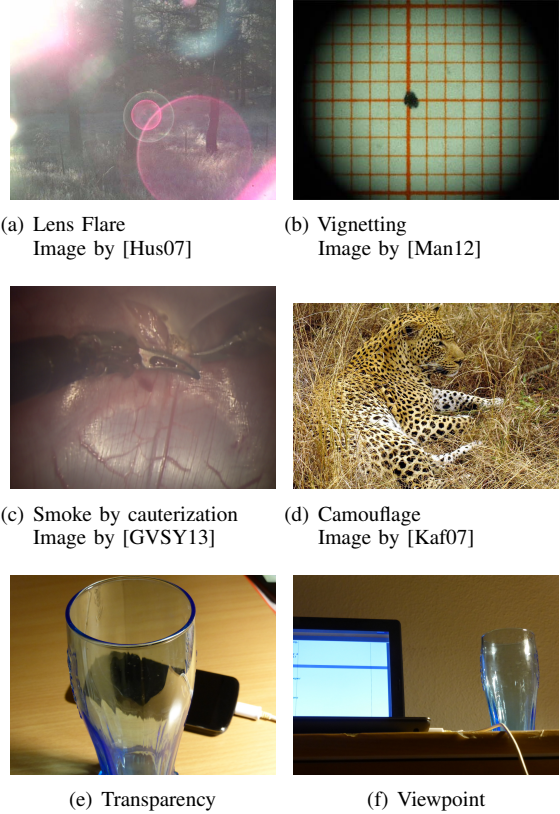 (a) Lens Flare
Image by [Hus07]
(b) Vignetting
Image by [Man12]
(c) Smoke by cauterization
Image by [GVSY13]
(d) Camouflage
Image by [Kaf07]
(e) Transparency
(f) Viewpoint